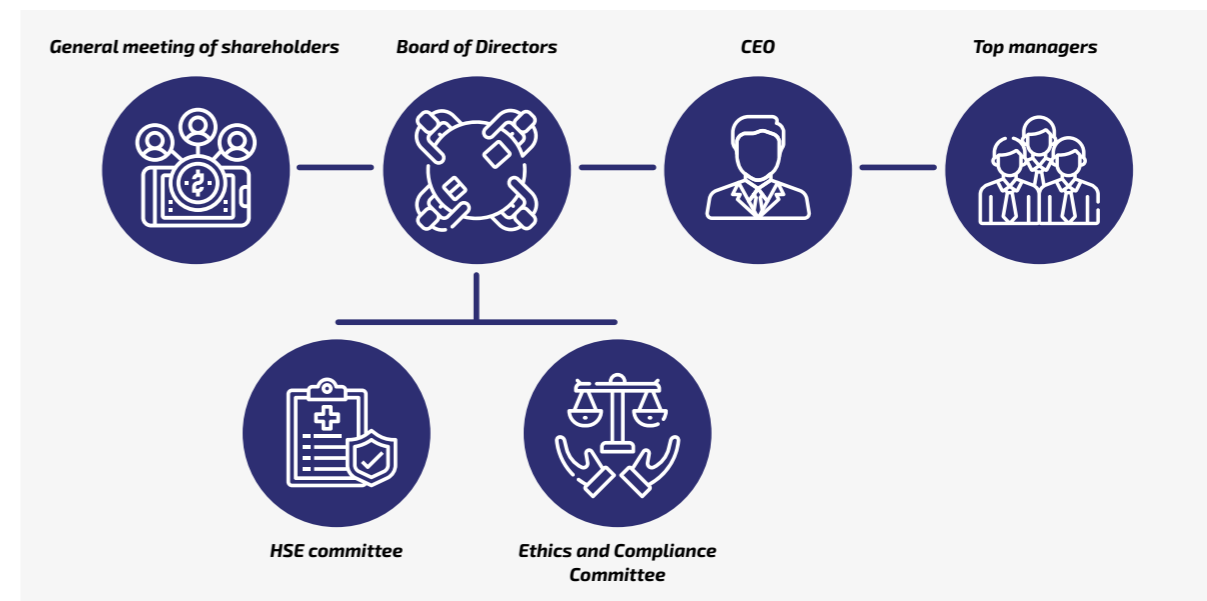 General meeting of shareholders
Board of Directors
CEO
Top managers
HSE committee
Ethics and Compliance
Committee